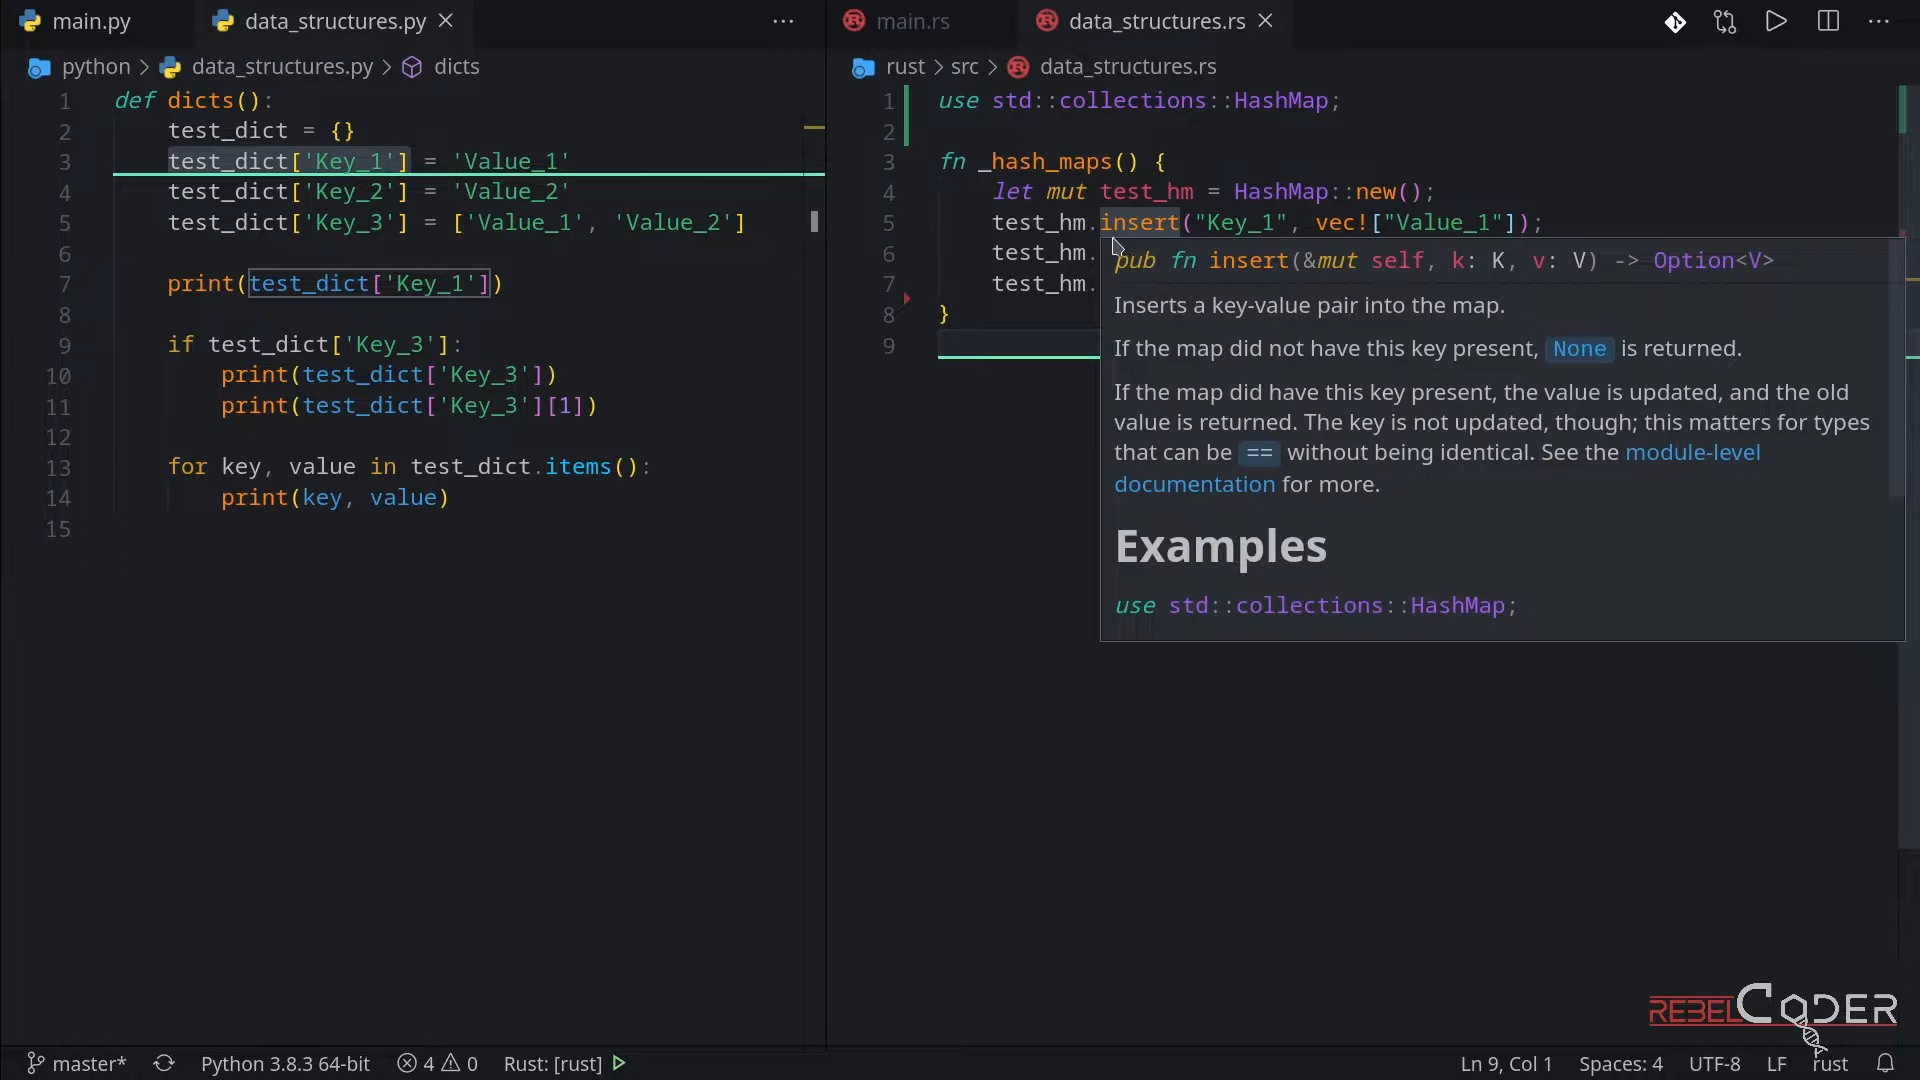 main.py
data_structures.py
main.rs
data_structures.rs
python > data_structures.py > dicts
rust > src > data_structures.rs
1 def dicts():
2 test_dict = {}
3 test_dict['Key_1'] = 'Value_1'
4 test_dict['Key_2'] = 'Value_2'
5 test_dict['Key_3'] = ['Value_1', 'Value_2']
6
7 print(test_dict['Key_1'])
8
9 if test_dict['Key_3']:
10 print(test_dict['Key_3'])
11 print(test_dict['Key_3'][1])
12
13 for key, value in test_dict.items():
14 print(key, value)
15
1 use std::collections::HashMap;
2
3 fn _hash_maps() {
4 let mut test_hm = HashMap::new();
5 test_hm.insert("Key_1", vec!["Value_1"]);
6 test_hm.
7 test_hm.
8 }
9
pub fn insert(&mut self, k: K, v: V) -> Option<V>
Inserts a key-value pair into the map.
If the map did not have this key present, None is returned.
If the map did have this key present, the value is updated, and the old
value is returned. The key is not updated, though; this matters for types
that can be == without being identical. See the module-level
documentation for more.
Examples
use std::collections::HashMap;
REBELCODER
master* Python 3.8.3 64-bit 4 0 Rust: [rust]
Ln 9, Col 1 Spaces: 4 UTF-8 LF rust